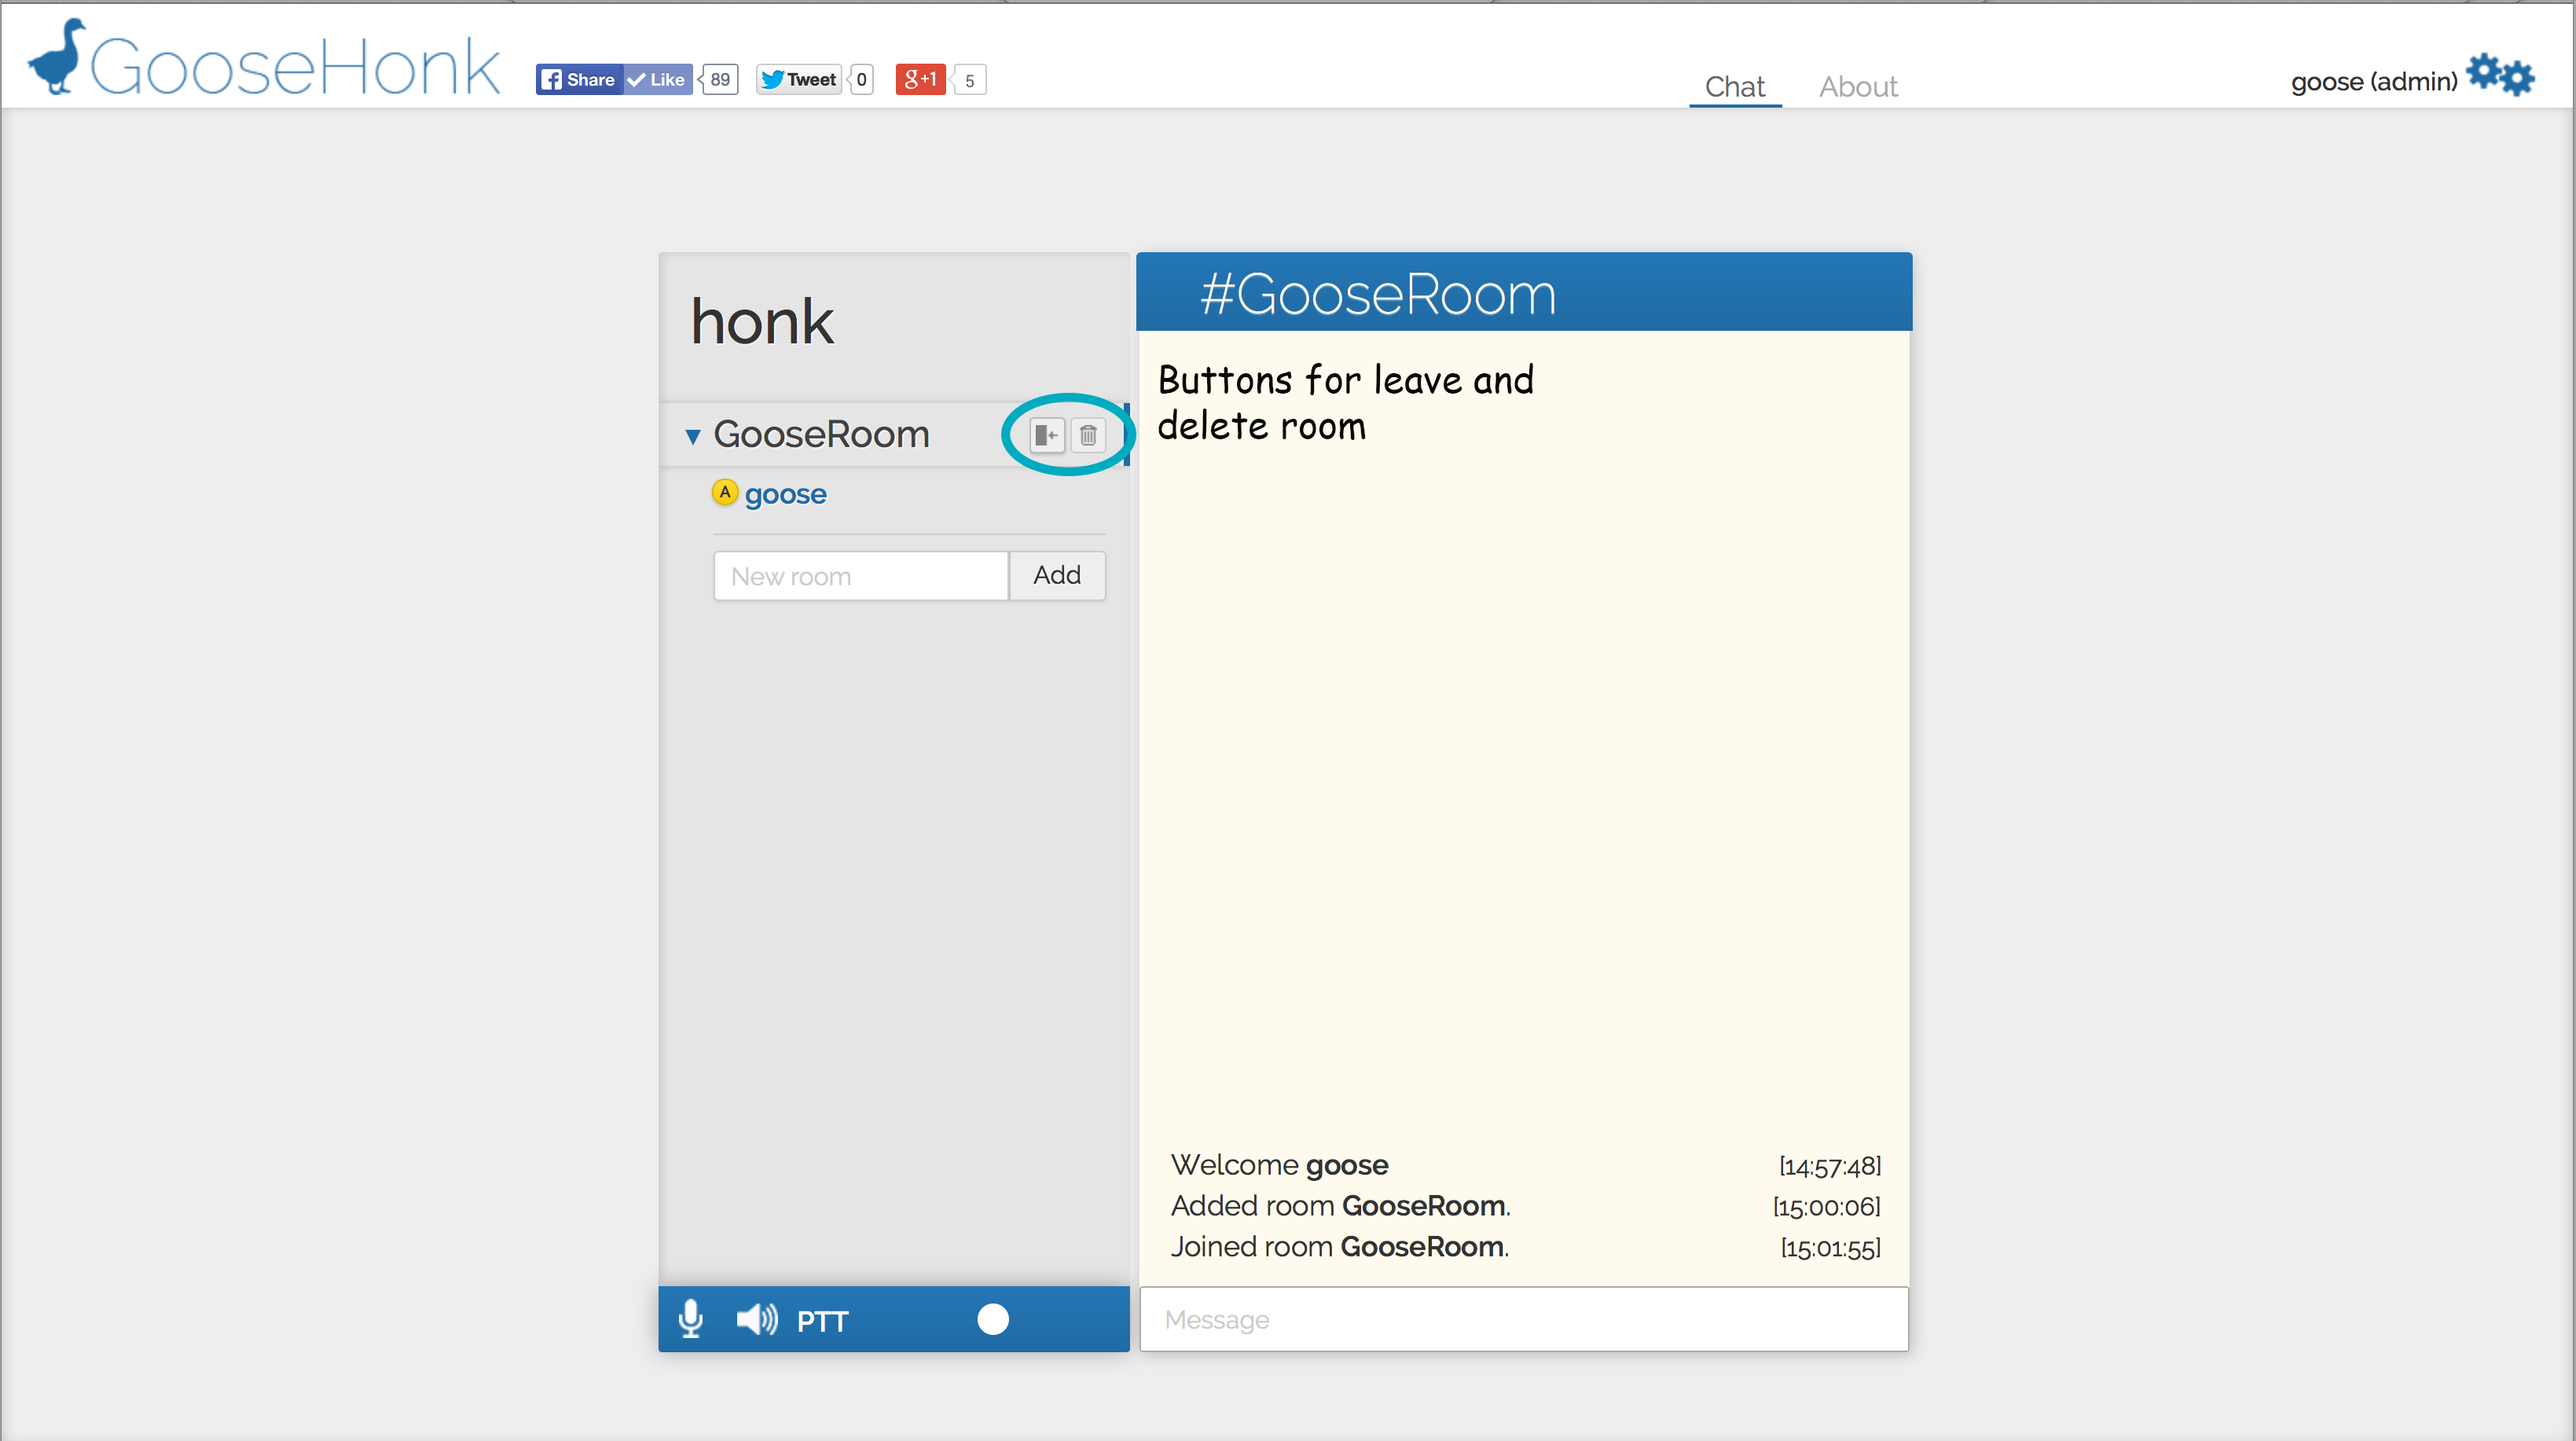 GooseHonk
Share Like 89 Tweet 0 g+1 5
Chat About
goose (admin)
honk
GooseRoom
A goose
New room Add
PTT
#GooseRoom
Buttons for leave and
delete room
Welcome goose [14:57:48]
Added room GooseRoom. [15:00:06]
Joined room GooseRoom. [15:01:55]
Message